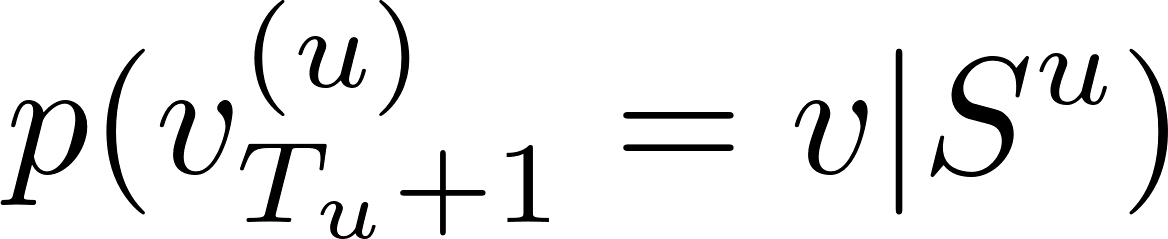 p(v_{T_u+1}^{(u)} = v|S^u)